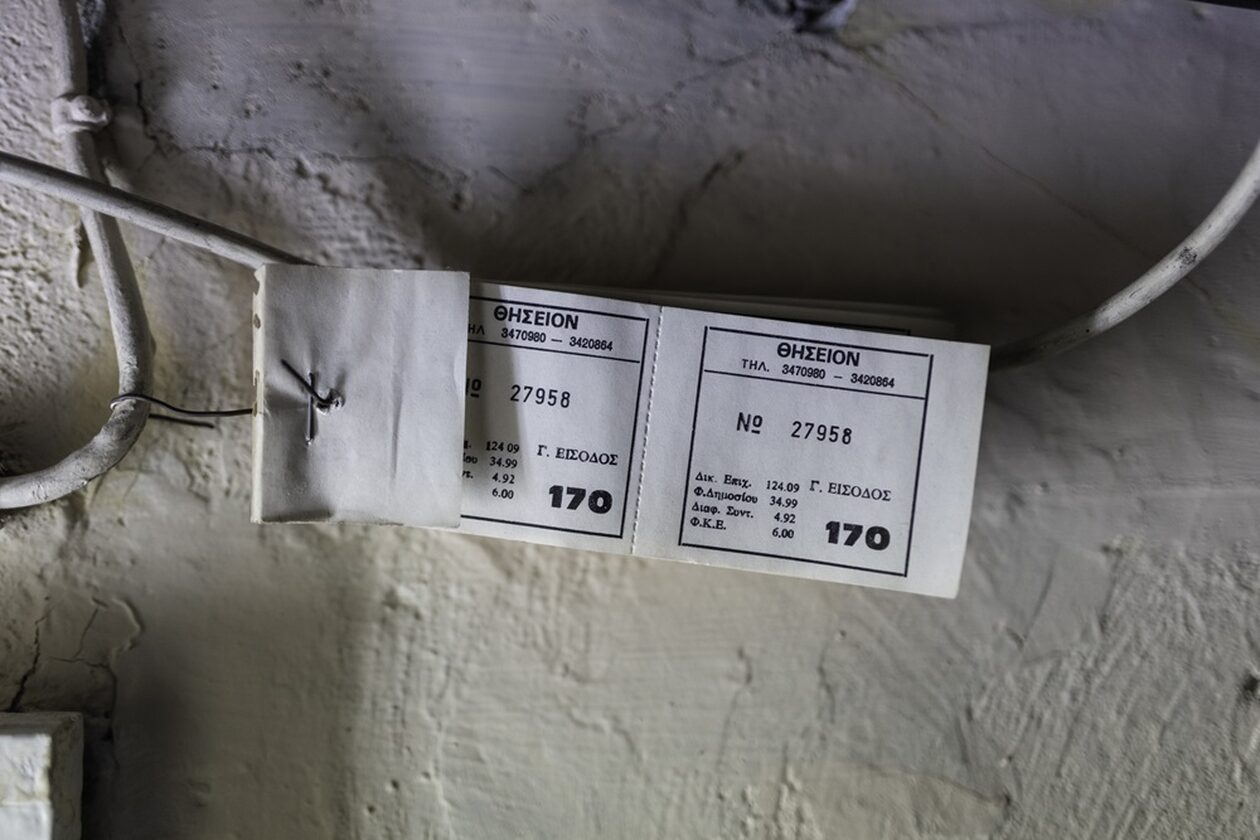 ΘΗΣΕΙΟΝ
3470980 — 3420864
27958
124 09 Γ. ΕΙΣΟΔΟΣ
34.99
4.92
6.00
170
ΘΗΣΕΙΟΝ
ΤΗΛ. 3470980 — 3420864
Nº 27958
Δικ. Επιχ. 124.09 Γ. ΕΙΣΟΔΟΣ
Φ.Δημοσίου 34.99
Διαφ. Συντ. 4.92
Φ.Κ.Ε. 6.00
170